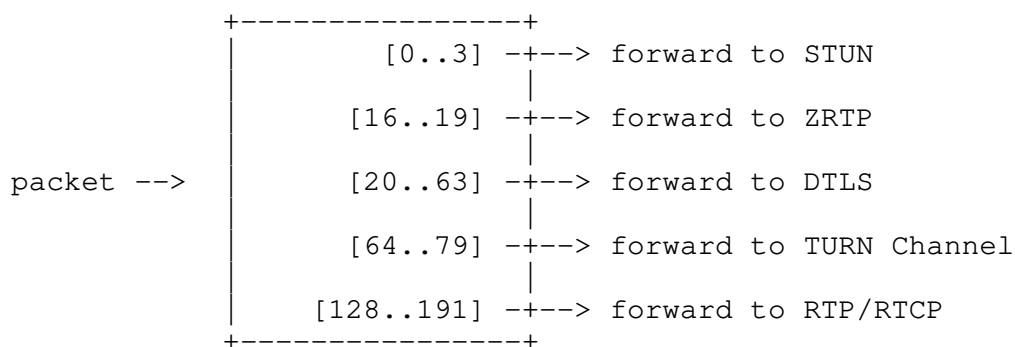 +----------------+
|        [0..3] -+--> forward to STUN
|                |
|      [16..19] -+--> forward to ZRTP
|                |
packet --> |      [20..63] -+--> forward to DTLS
|                |
|      [64..79] -+--> forward to TURN Channel
|                |
|    [128..191] -+--> forward to RTP/RTCP
+----------------+